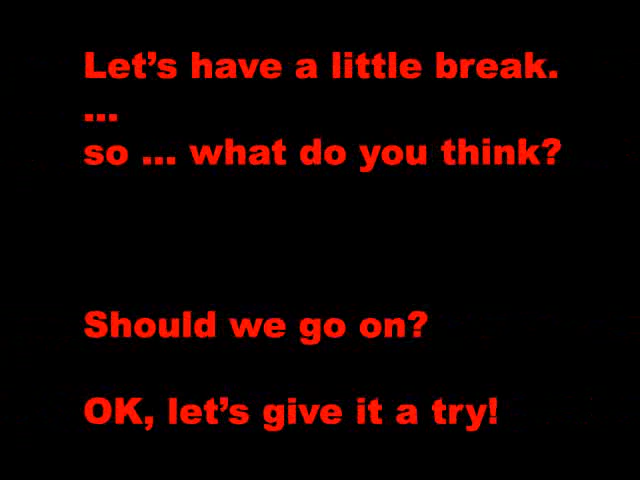 Let’s have a little break.
...
so ... what do you think?
Should we go on?
OK, let’s give it a try!